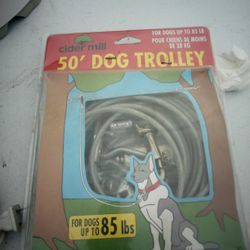 cider mill
FOR DOGS UP TO 85 LB
POUR CHIENS DE MOINS
DE 38 KG
50' DOG TROLLEY
FOR DOGS
UP TO 85 lbs